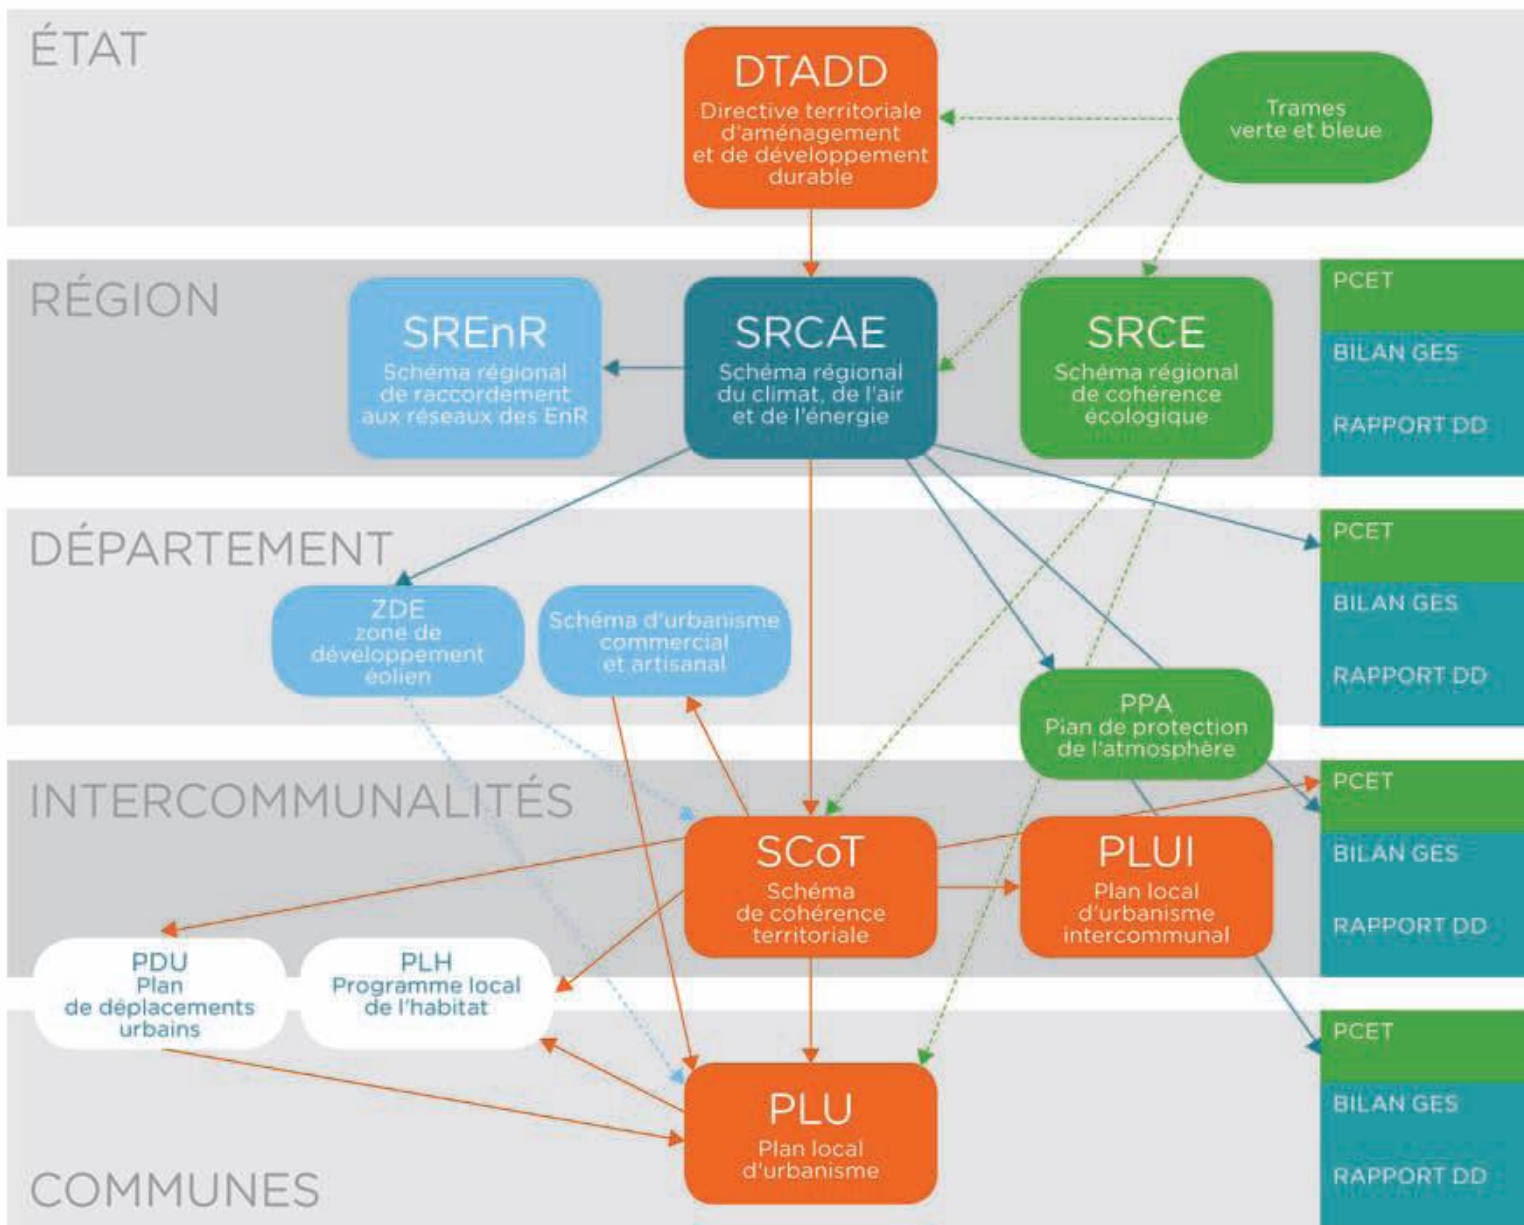 ÉTAT
DTADD
Directive territoriale
d'aménagement
et de développement
durable
Trames
verte et bleue
RÉGION
SREnR
Schéma régional
de raccordement
aux réseaux des EnR
SRCAE
Schéma régional
du climat, de l'air
et de l'énergie
SRCE
Schéma régional
de cohérence
écologique
PCET
BILAN GES
RAPPORT DD
DÉPARTEMENT
ZDE
zone de
développement
éolien
Schéma d'urbanisme
commercial
et artisanal
PPA
Plan de protection
de l'atmosphère
PCET
BILAN GES
RAPPORT DD
INTERCOMMUNALITÉS
SCoT
Schéma
de cohérence
territoriale
PLUI
Plan local
d'urbanisme
intercommunal
PCET
BILAN GES
RAPPORT DD
PDU
Plan
de déplacements
urbains
PLH
Programme local
de l'habitat
COMMUNES
PLU
Plan local
d'urbanisme
PCET
BILAN GES
RAPPORT DD